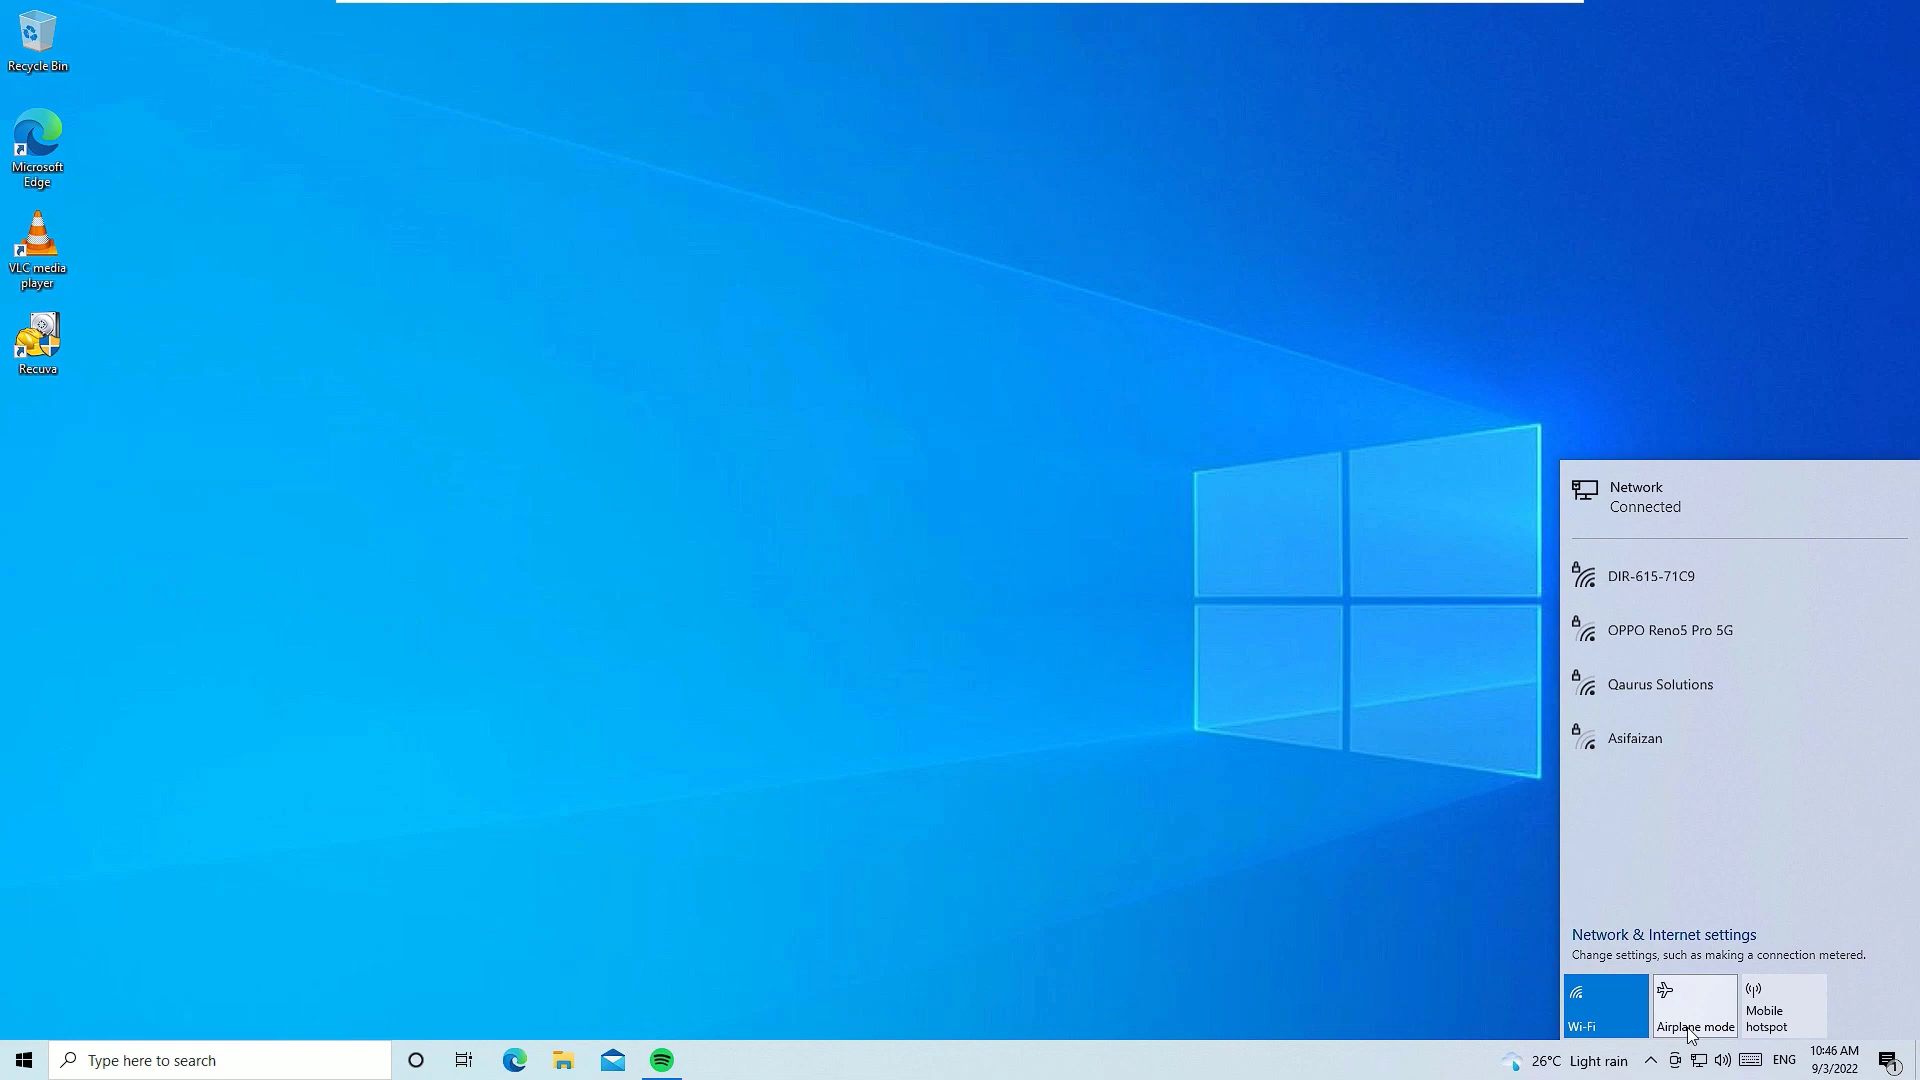 Recycle Bin
Microsoft
Edge
VLC media
player
Recuva
Network
Connected
DIR-615-71C9
OPPO Reno5 Pro 5G
Qaurus Solutions
Asifaizan
Network & Internet settings
Change settings, such as making a connection metered.
Wi-Fi
Airplane mode
Mobile
hotspot
Type here to search
26°C Light rain
ENG
10:46 AM
9/3/2022
1